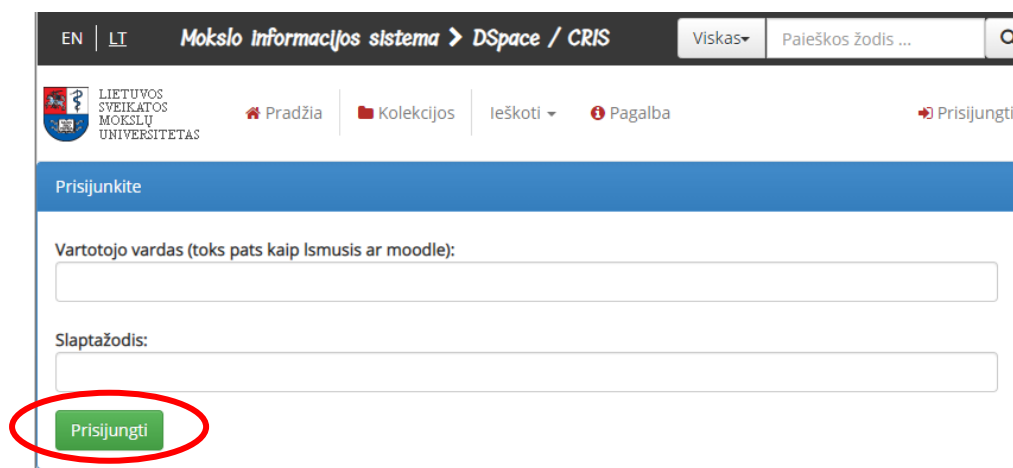 EN | LT Mokslo informacijos sistema > DSpace / CRIS Viskas Paieškos žodis ...
LIETUVOS
SVEIKATOS
MOKSLŲ
UNIVERSITETAS
Pradžia Kolekcijos Ieškoti Pagalba Prisijungti
Prisijunkite
Vartotojo vardas (toks pats kaip lsmusis ar moodle):
Slaptažodis:
Prisijungti